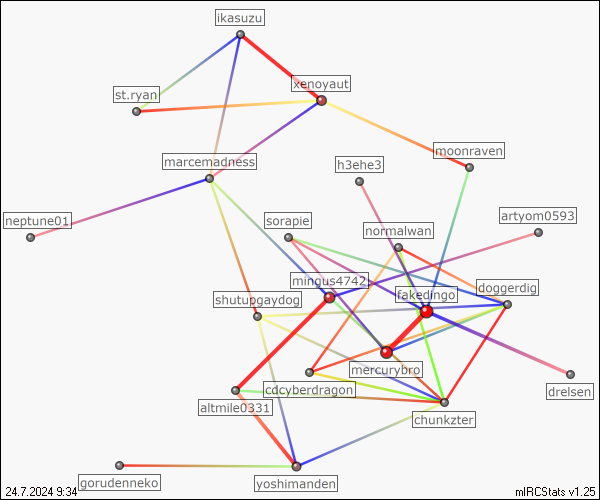 ikasuzu
xenoyaut
st.ryan
moonraven
marcemadness
h3ehe3
neptune01
sorapie
normalwan
artyom0593
mingus4742
fakedingo
doggerdig
shutupgaydog
mercurybro
cdcyberdragon
drelsen
altmile0331
chunkzter
gorudenneko
yoshimanden
24.7.2024 9:34
mIRCStats v1.25